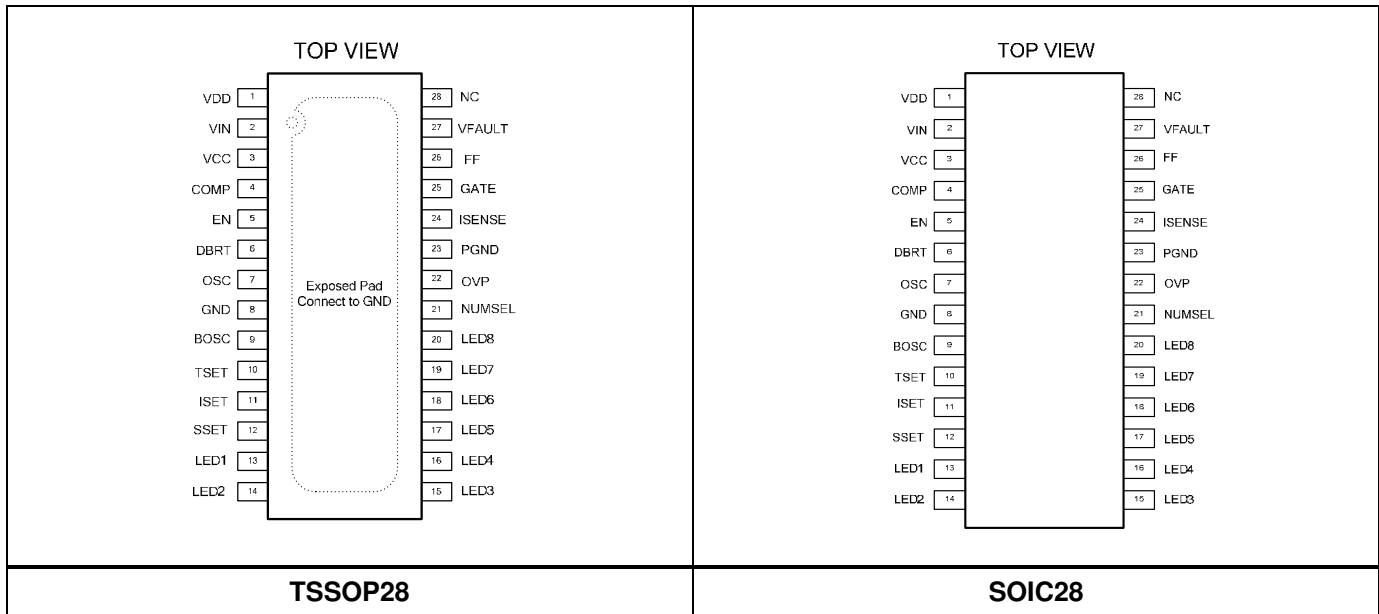 TOP VIEW
VDD 1
VIN 2
VCC 3
COMP 4
EN 5
DBRT 6
OSC 7
GND 8
BOSC 9
TSET 10
ISET 11
SSET 12
LED1 13
LED2 14
Exposed Pad
Connect to GND
28 NC
27 VFAULT
26 FF
25 GATE
24 ISENSE
23 PGND
22 OVP
21 NUMSEL
20 LED8
19 LED7
18 LED6
17 LED5
16 LED4
15 LED3
TSSOP28
TOP VIEW
VDD 1
VIN 2
VCC 3
COMP 4
EN 5
DBRT 6
OSC 7
GND 8
BOSC 9
TSET 10
ISET 11
SSET 12
LED1 13
LED2 14
28 NC
27 VFAULT
26 FF
25 GATE
24 ISENSE
23 PGND
22 OVP
21 NUMSEL
20 LED8
19 LED7
18 LED6
17 LED5
16 LED4
15 LED3
SOIC28